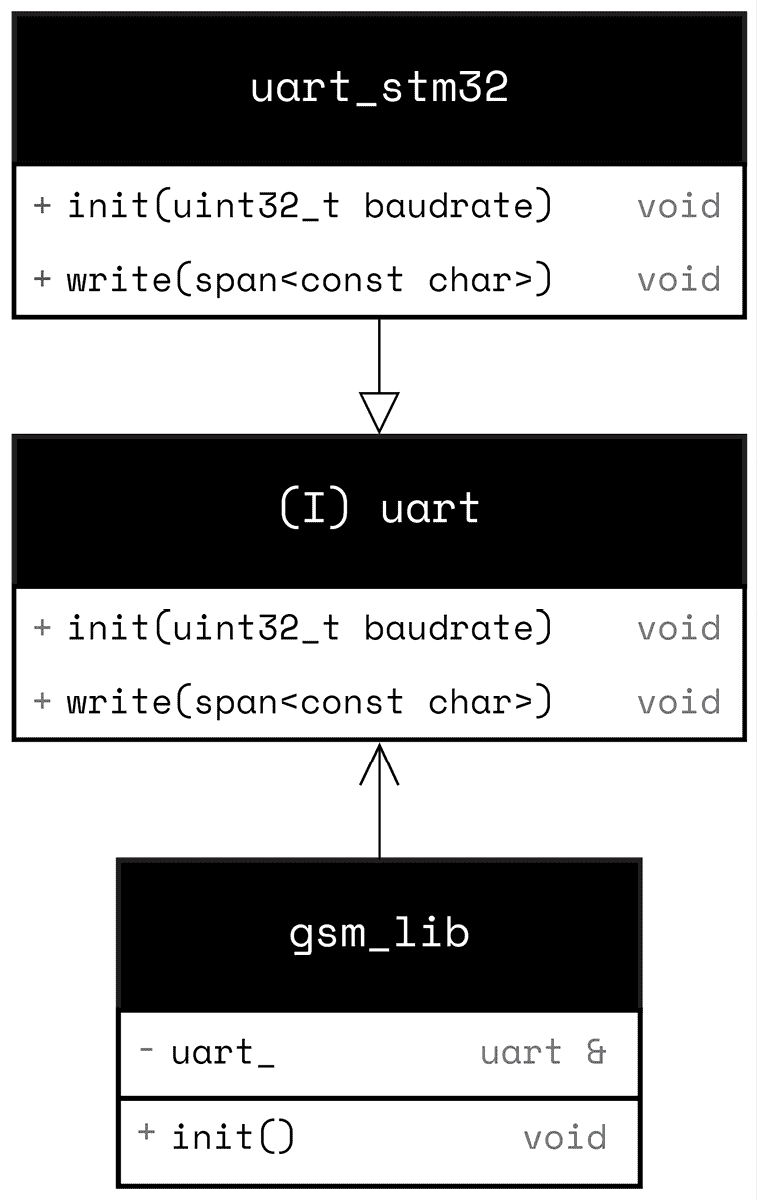 uart_stm32
+ init(uint32_t baudrate) void
+ write(span<const char>) void
(I) uart
+ init(uint32_t baudrate) void
+ write(span<const char>) void
gsm_lib
- uart_ uart &
+ init() void